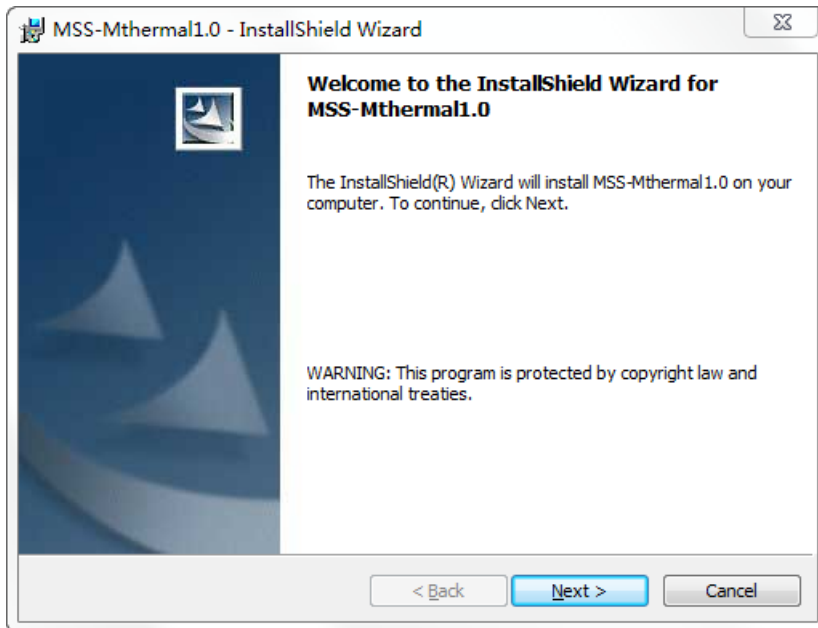 MSS-Mthermal1.0 - InstallShield Wizard
Welcome to the InstallShield Wizard for
MSS-Mthermal1.0
The InstallShield(R) Wizard will install MSS-Mthermal1.0 on your
computer. To continue, click Next.
WARNING: This program is protected by copyright law and
international treaties.
< Back
Next >
Cancel